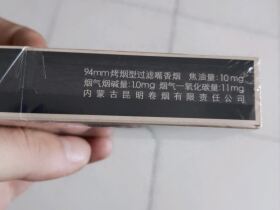 94mm烤烟型过滤嘴香烟 焦油量:10mg
烟气烟碱量:1.0mg 烟气一氧化碳量:11mg
内蒙古昆明卷烟有限责任公司